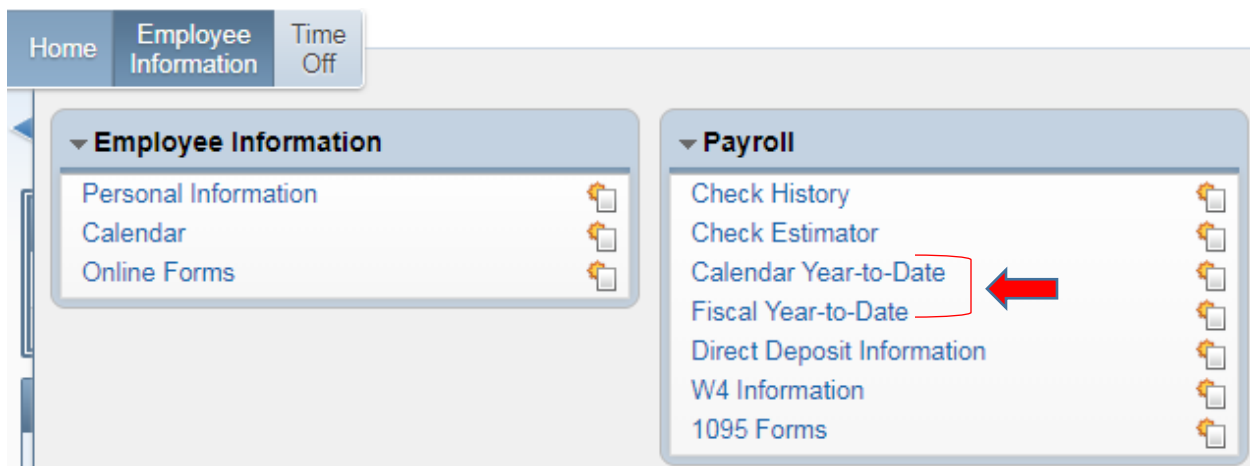 Home
Employee
Information
Time
Off
Employee Information
Personal Information
Calendar
Online Forms
Payroll
Check History
Check Estimator
Calendar Year-to-Date
Fiscal Year-to-Date
Direct Deposit Information
W4 Information
1095 Forms